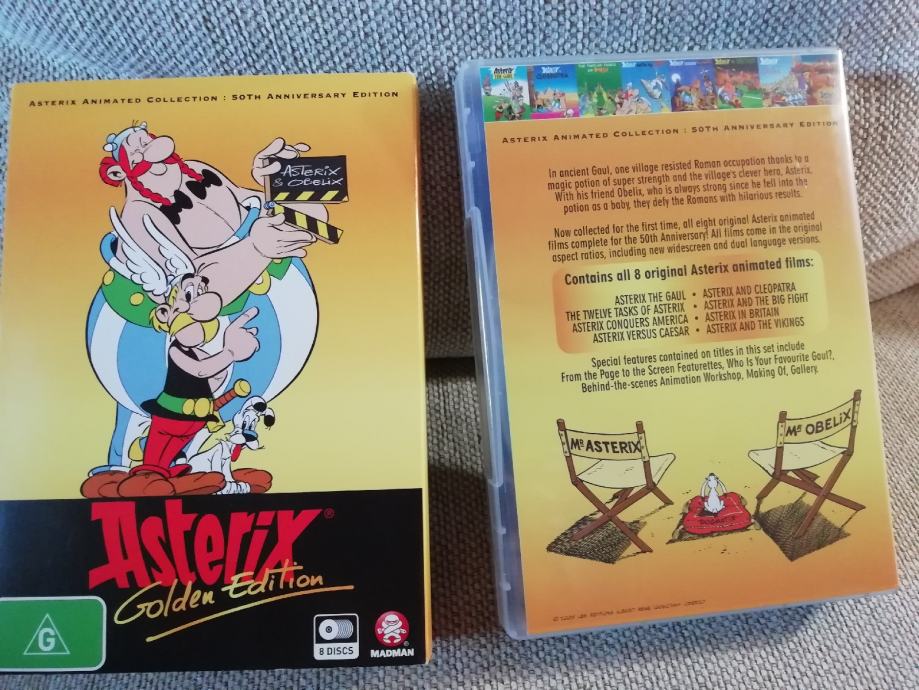 ASTERIX ANIMATED COLLECTION : 50TH ANNIVERSARY EDITION
ASTERIX
& OBELIX
Asterix®
Golden Edition
G
8 DISCS
MADMAN
ASTERIX ANIMATED COLLECTION : 50TH ANNIVERSARY EDITION
In ancient Gaul, one village resisted Roman occupation thanks to a
magic potion of super strength and the village's clever hero, Asterix.
With his friend Obelix, who is always strong since he fell into the
potion as a baby, they defy the Romans with hilarious results.
Now collected for the first time, all eight original Asterix animated
films complete for the 50th Anniversary! All films come in the original
aspect ratios, including new widescreen and dual language versions.
Contains all 8 original Asterix animated films:
ASTERIX THE GAUL • ASTERIX AND CLEOPATRA
THE TWELVE TASKS OF ASTERIX • ASTERIX AND THE BIG FIGHT
ASTERIX CONQUERS AMERICA • ASTERIX IN BRITAIN
ASTERIX VERSUS CAESAR • ASTERIX AND THE VIKINGS
Special features contained on titles in this set include
From the Page to the Screen Featurettes, Who Is Your Favourite Gaul?,
Behind-the-scenes Animation Workshop, Making Of, Gallery.
MR ASTERIX
MR OBELIX
DOGMATIX